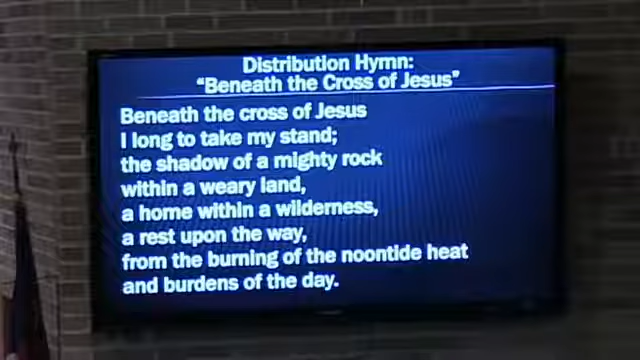 Distribution Hymn:
“Beneath the Cross of Jesus”
Beneath the cross of Jesus
I long to take my stand;
the shadow of a mighty rock
within a weary land,
a home within a wilderness,
a rest upon the way,
from the burning of the noontide heat
and burdens of the day.